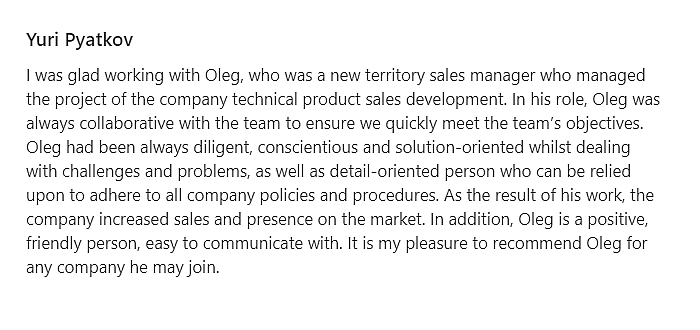 Yuri Pyatkov
I was glad working with Oleg, who was a new territory sales manager who managed
the project of the company technical product sales development. In his role, Oleg was
always collaborative with the team to ensure we quickly meet the team's objectives.
Oleg had been always diligent, conscientious and solution-oriented whilst dealing
with challenges and problems, as well as detail-oriented person who can be relied
upon to adhere to all company policies and procedures. As the result of his work, the
company increased sales and presence on the market. In addition, Oleg is a positive,
friendly person, easy to communicate with. It is my pleasure to recommend Oleg for
any company he may join.